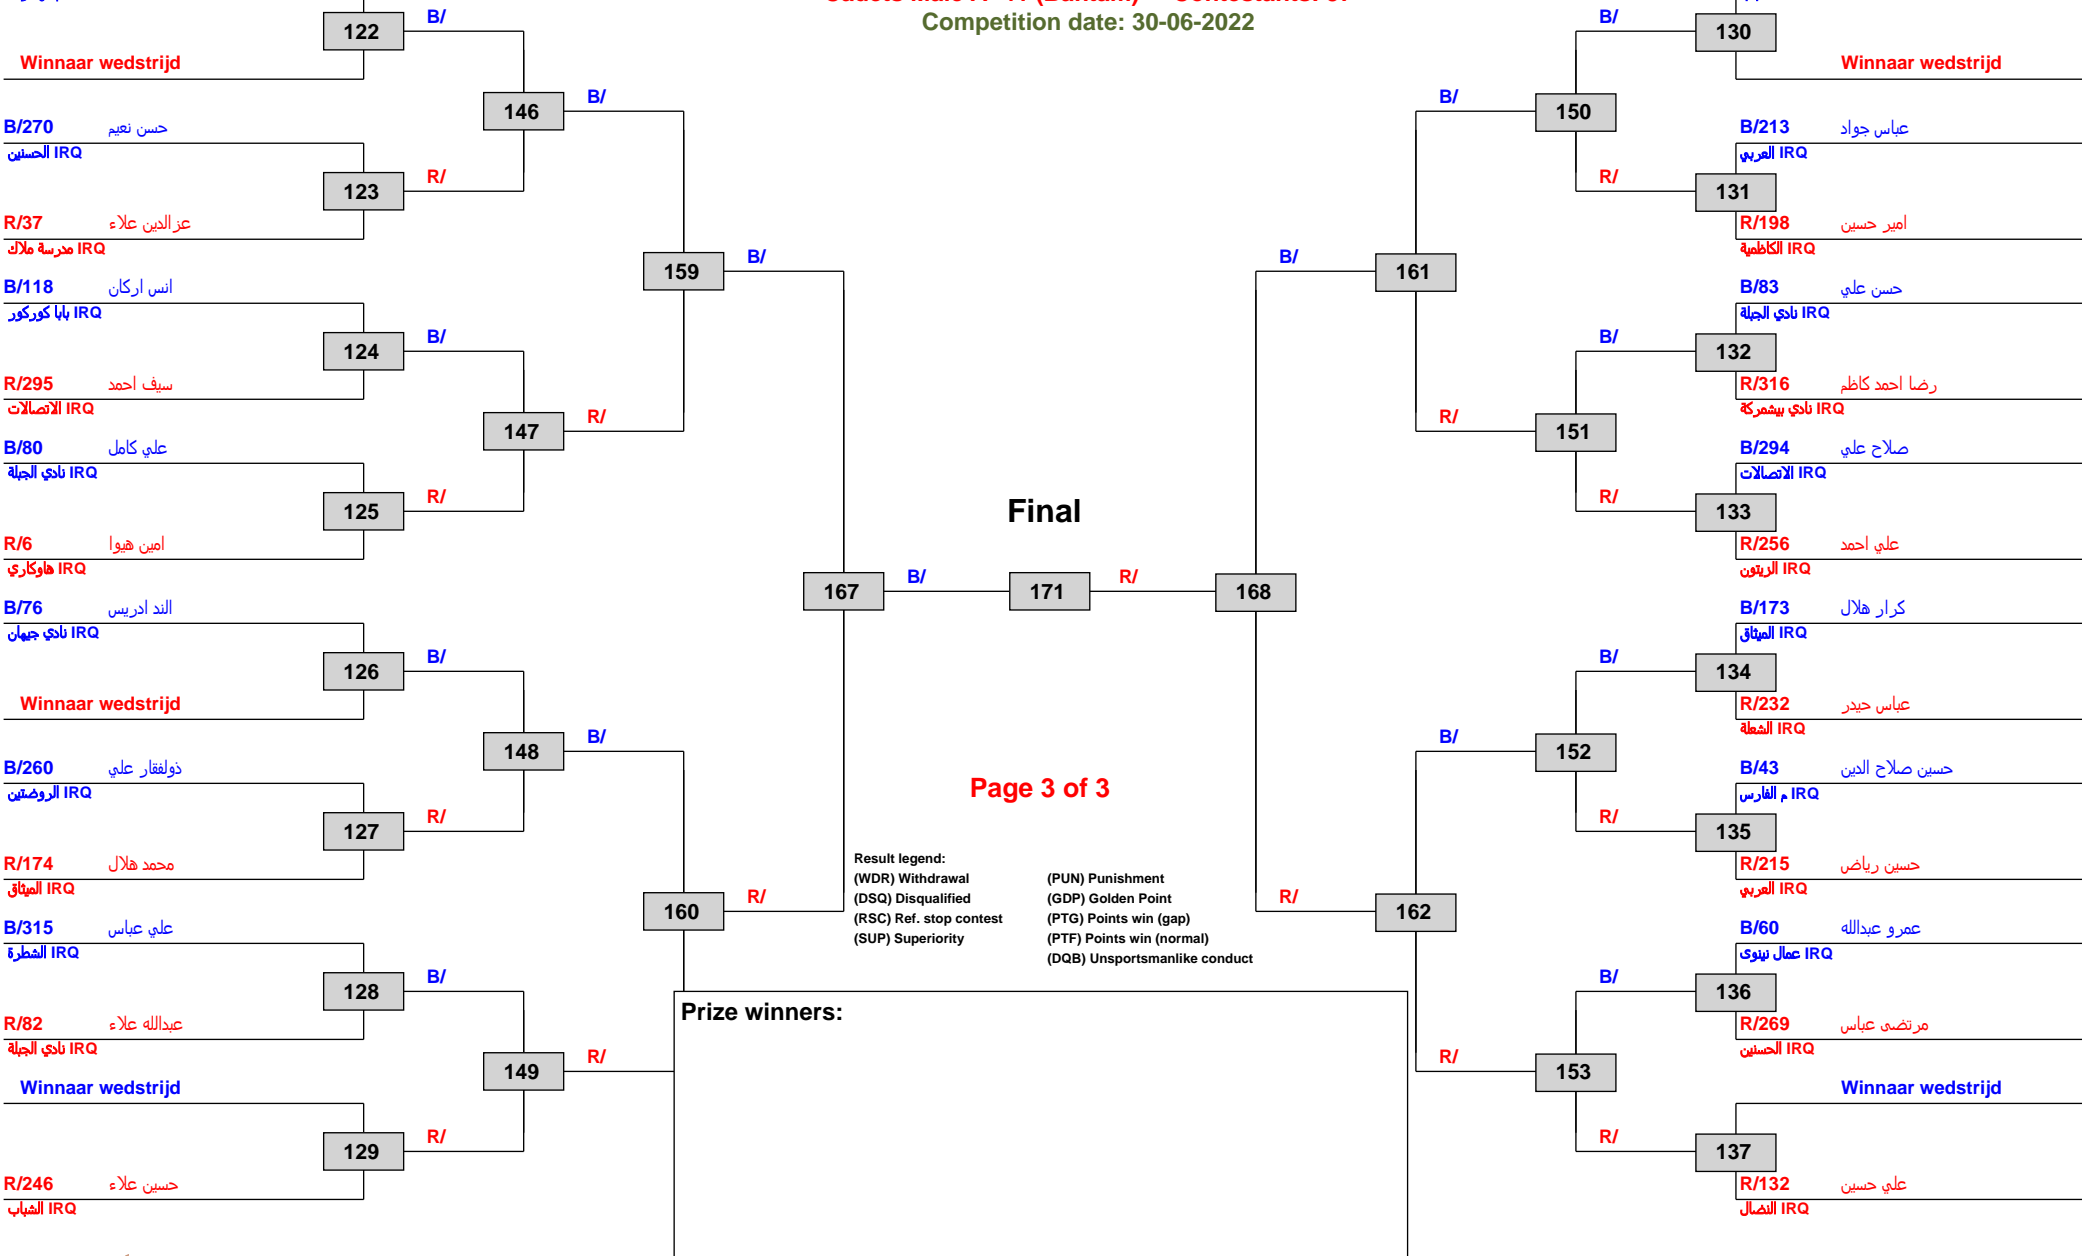 Competition date: 30-06-2022
122
B/
Winnaar wedstrijd
146
B/
B/270 حسن نعيم
IRQ الحسنين
123
R/
R/37 عزالدين علاء
IRQ مدرسة ملاك
159
B/
B/118 انس اركان
IRQ بابا كوركور
124
B/
R/295 سيف احمد
IRQ الاتصالات
147
R/
B/80 علي كامل
IRQ نادي الجبلة
125
R/
R/6 امين هيوا
IRQ هاوكاري
167
B/
B/76 الند ادريس
IRQ نادي جيهان
126
B/
Winnaar wedstrijd
148
B/
B/260 ذولفقار علي
IRQ الروضتين
127
R/
R/174 محمد هلال
IRQ الميثاق
160
R/
B/315 علي عباس
IRQ الشطرة
128
B/
R/82 عبدالله علاء
IRQ نادي الجبلة
149
R/
Winnaar wedstrijd
129
R/
R/246 حسين علاء
IRQ الشباب
Final
171
R/
168
Page 3 of 3
Result legend:
(WDR) Withdrawal (PUN) Punishment
(DSQ) Disqualified (GDP) Golden Point
(RSC) Ref. stop contest (PTG) Points win (gap)
(SUP) Superiority (PTF) Points win (normal)
(DQB) Unsportsmanlike conduct
Prize winners:
B/
130
Winnaar wedstrijd
B/
150
B/213 عباس جواد
IRQ العربي
R/
131
R/198 امير حسين
IRQ الكاظمية
B/
161
B/83 حسن علي
IRQ نادي الجبلة
B/
132
R/316 رضا احمد كاظم
IRQ نادي بيشمركة
R/
151
B/294 صلاح علي
IRQ الاتصالات
R/
133
R/256 علي احمد
IRQ الزيتون
B/173 كرار هلال
IRQ الميثاق
B/
134
R/232 عباس حيدر
IRQ الشعلة
B/
152
B/43 حسين صلاح الدين
IRQ م الفارس
R/
135
R/215 حسين رياض
IRQ العربي
R/
162
B/60 عمرو عبدالله
IRQ عمال نينوى
B/
136
R/269 مرتضى عباس
IRQ الحسنين
R/
153
Winnaar wedstrijd
R/
137
R/132 علي حسين
IRQ النضال